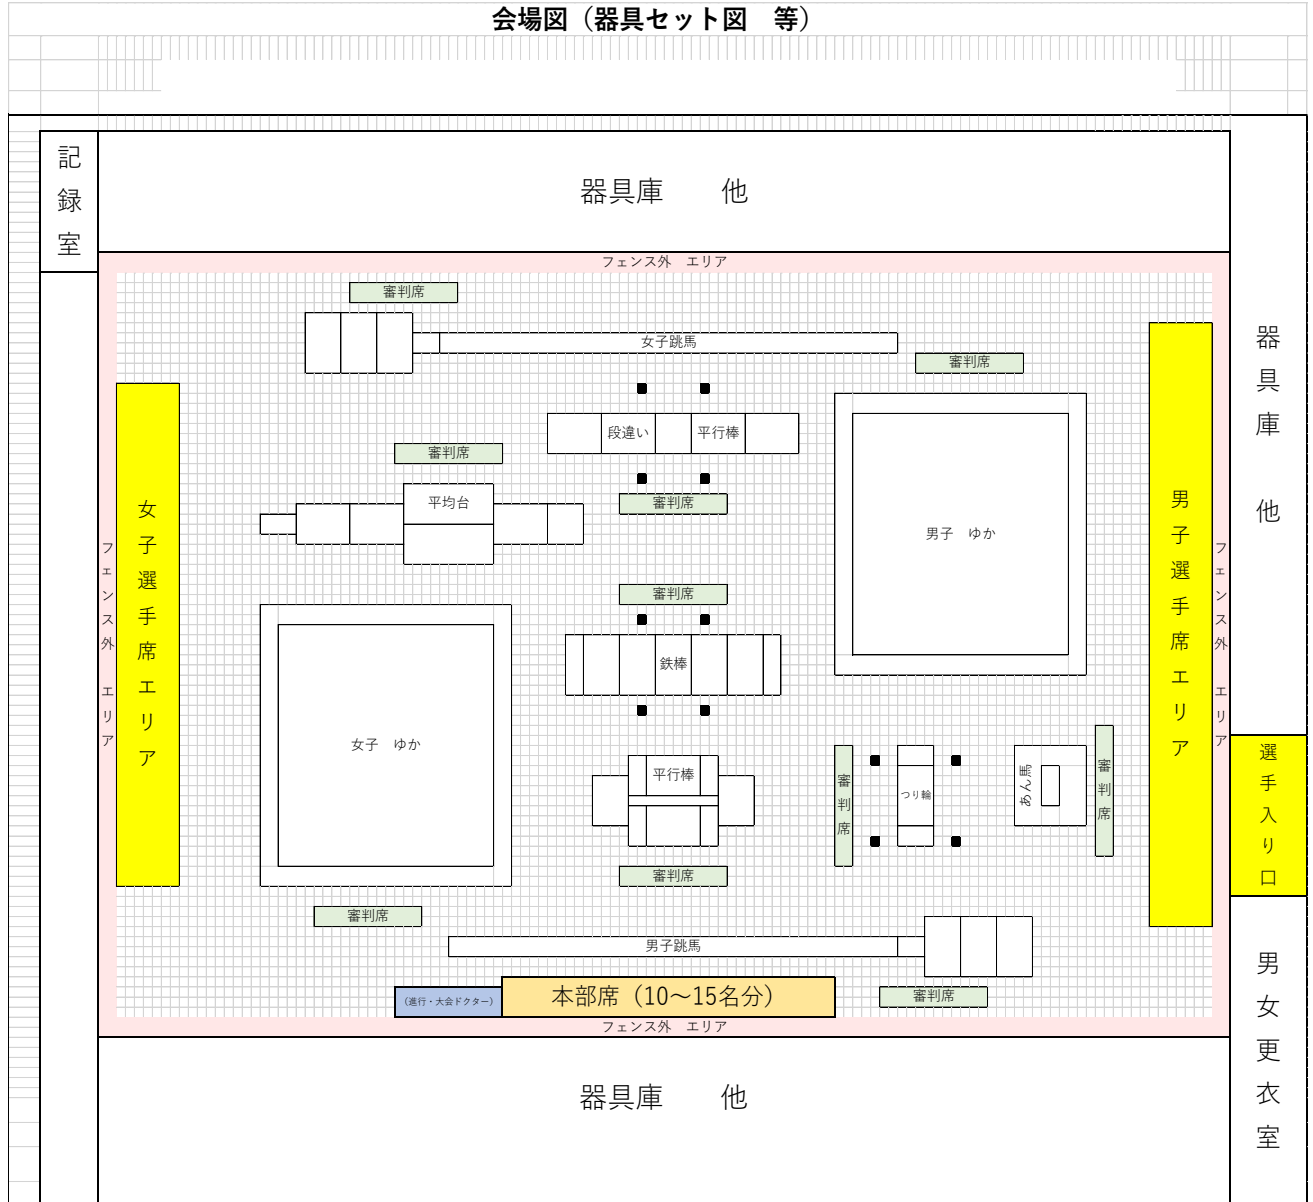 会場図（器具セット図　等）
記録室
器具庫　　他
フェンス外　エリア
審判席
女子跳馬
審判席
器具庫　他
段違い　平行棒
審判席
平均台
審判席
女子選手席エリア
フェンス外　エリア
男子　ゆか
男子選手席エリア
フェンス外　エリア
審判席
鉄棒
女子　ゆか
平行棒
審判席
つり輪
あん馬
審判席
選手入り口
審判席
審判席
男子跳馬
（進行・大会ドクター）
本部席（10～15名分）
審判席
男女更衣室
フェンス外　エリア
器具庫　　他